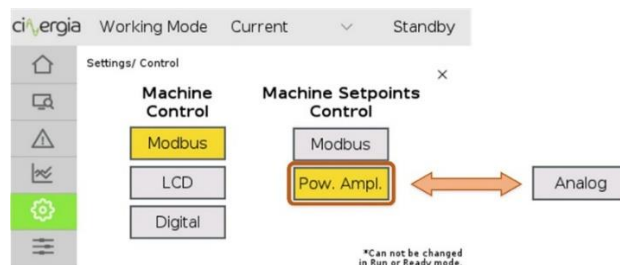 cinergia Working Mode Current Standby
Settings/ Control
Machine Control
Modbus
LCD
Digital
Machine Setpoints Control
Modbus
Pow. Ampl.
Analog
*Can not be changed
in Run or Ready mode.